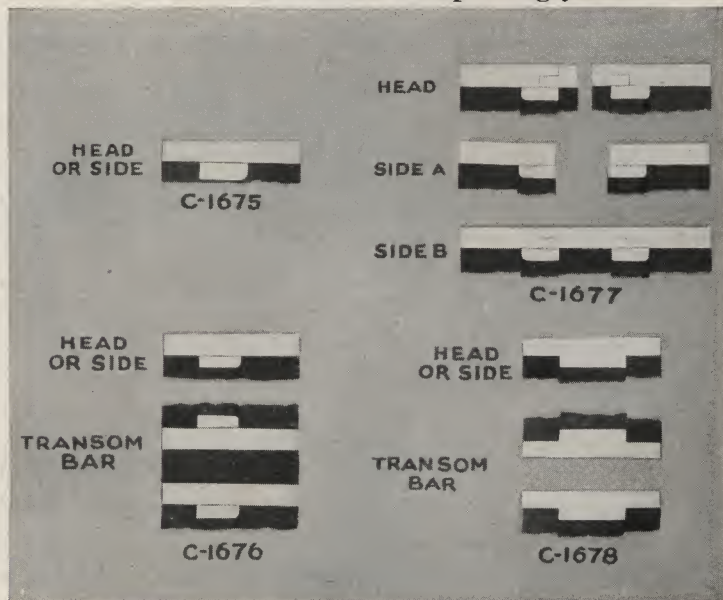 HEAD
OR SIDE
C-1675
HEAD
SIDE A
SIDE B
C-1677
HEAD
OR SIDE
TRANSOM
BAR
C-1676
HEAD
OR SIDE
TRANSOM
BAR
C-1678